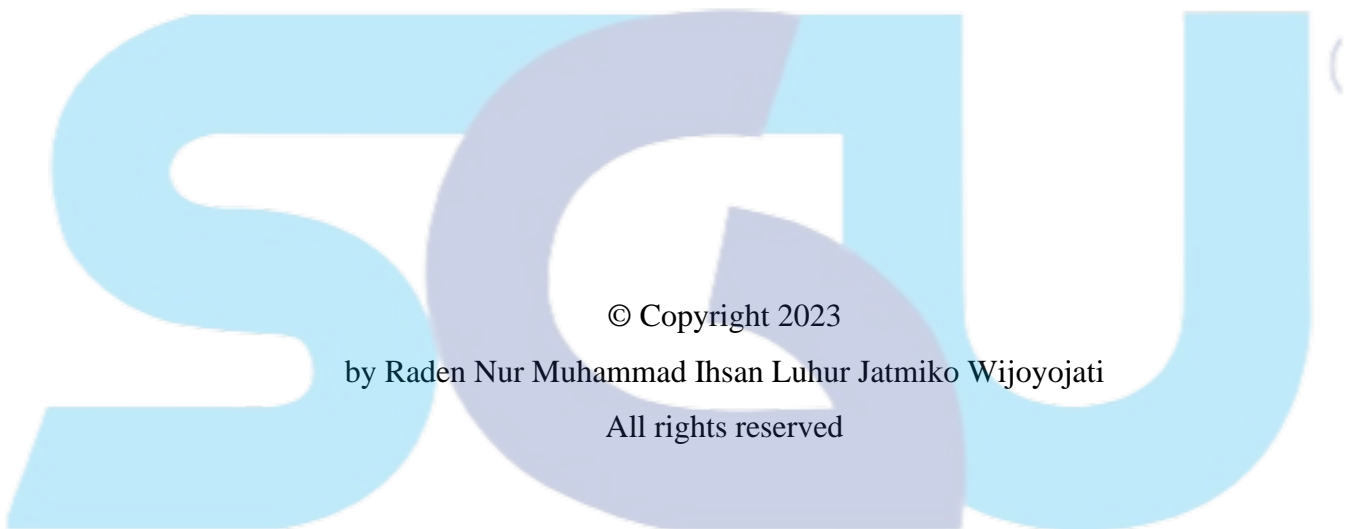 SGU
© Copyright 2023
by Raden Nur Muhammad Ihsan Luhur Jatmiko Wijoyojati
All rights reserved